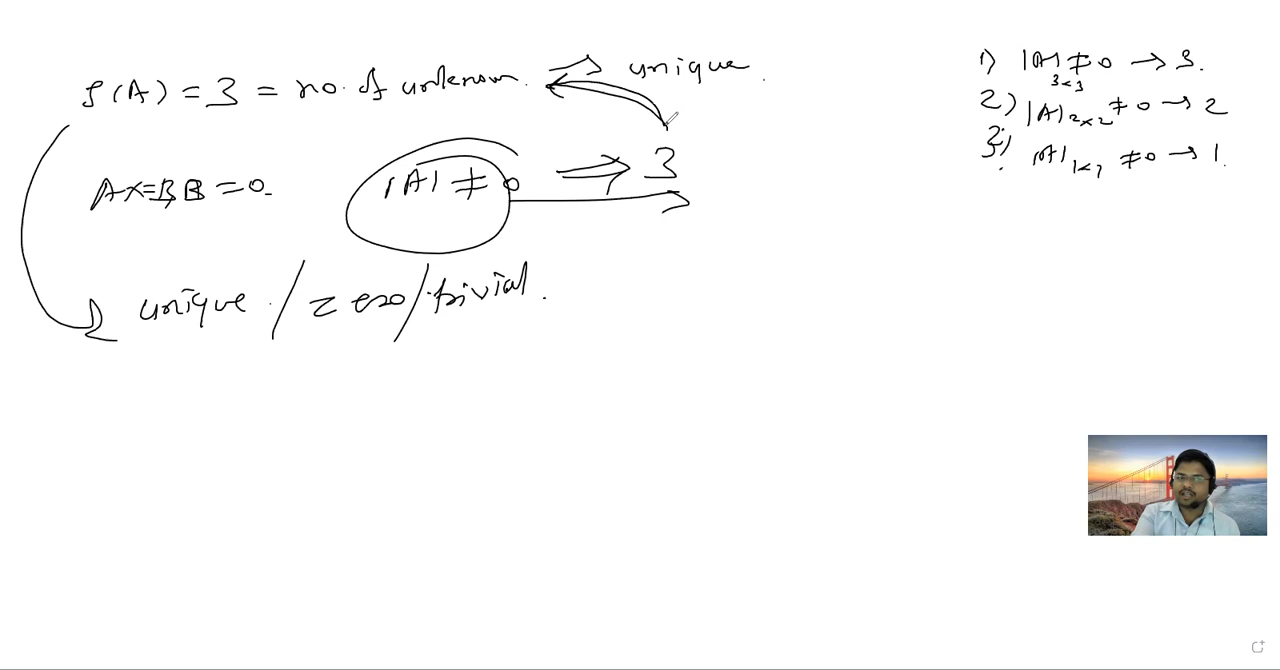 ρ(A) = 3 = no. of unknown. => unique.
AX=B, B = 0. |A| ≠ 0 => 3
unique / zero / trivial.
1) |A| 3×3 ≠ 0 → 3.
2) |A| 2×2 ≠ 0 → 2
3) |A| 1×1 ≠ 0 → 1.